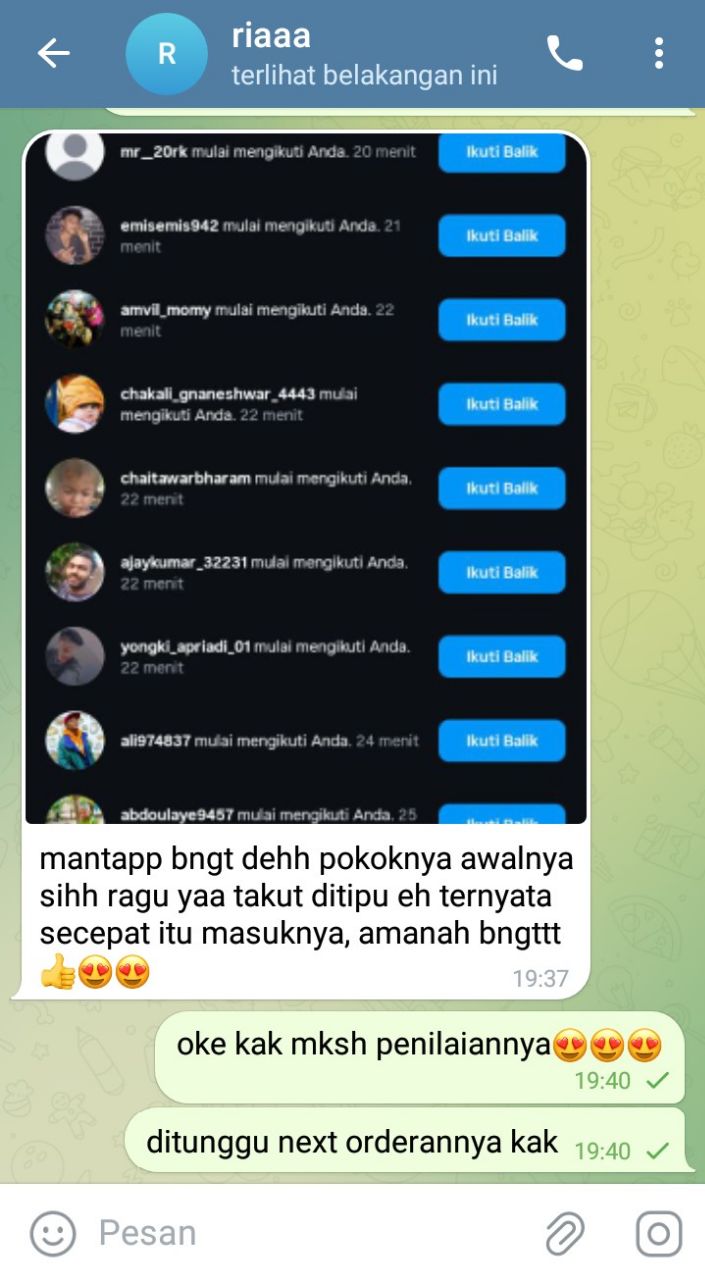 R
riaaa
terlihat belakangan ini
mr__20rk mulai mengikuti Anda. 20 menit
Ikuti Balik
emisemis942 mulai mengikuti Anda. 21
menit
Ikuti Balik
amvil_momy mulai mengikuti Anda. 22
menit
Ikuti Balik
chakali_gnaneshwar_4443 mulai
mengikuti Anda. 22 menit
Ikuti Balik
chaitawarbharam mulai mengikuti Anda.
22 menit
Ikuti Balik
ajaykumar_32231 mulai mengikuti Anda.
22 menit
Ikuti Balik
yongki_apriadi_01 mulai mengikuti Anda.
22 menit
Ikuti Balik
ali974837 mulai mengikuti Anda. 24 menit
Ikuti Balik
abdoulaye9457 mulai mengikuti Anda. 25
Ikuti Balik
mantapp bngt dehh pokoknya awalnya
sihh ragu yaa takut ditipu eh ternyata
secepat itu masuknya, amanah bngttt
👍😍😍
19:37
oke kak mksh penilaiannya😍😍😍
19:40
ditunggu next orderannya kak
19:40
Pesan